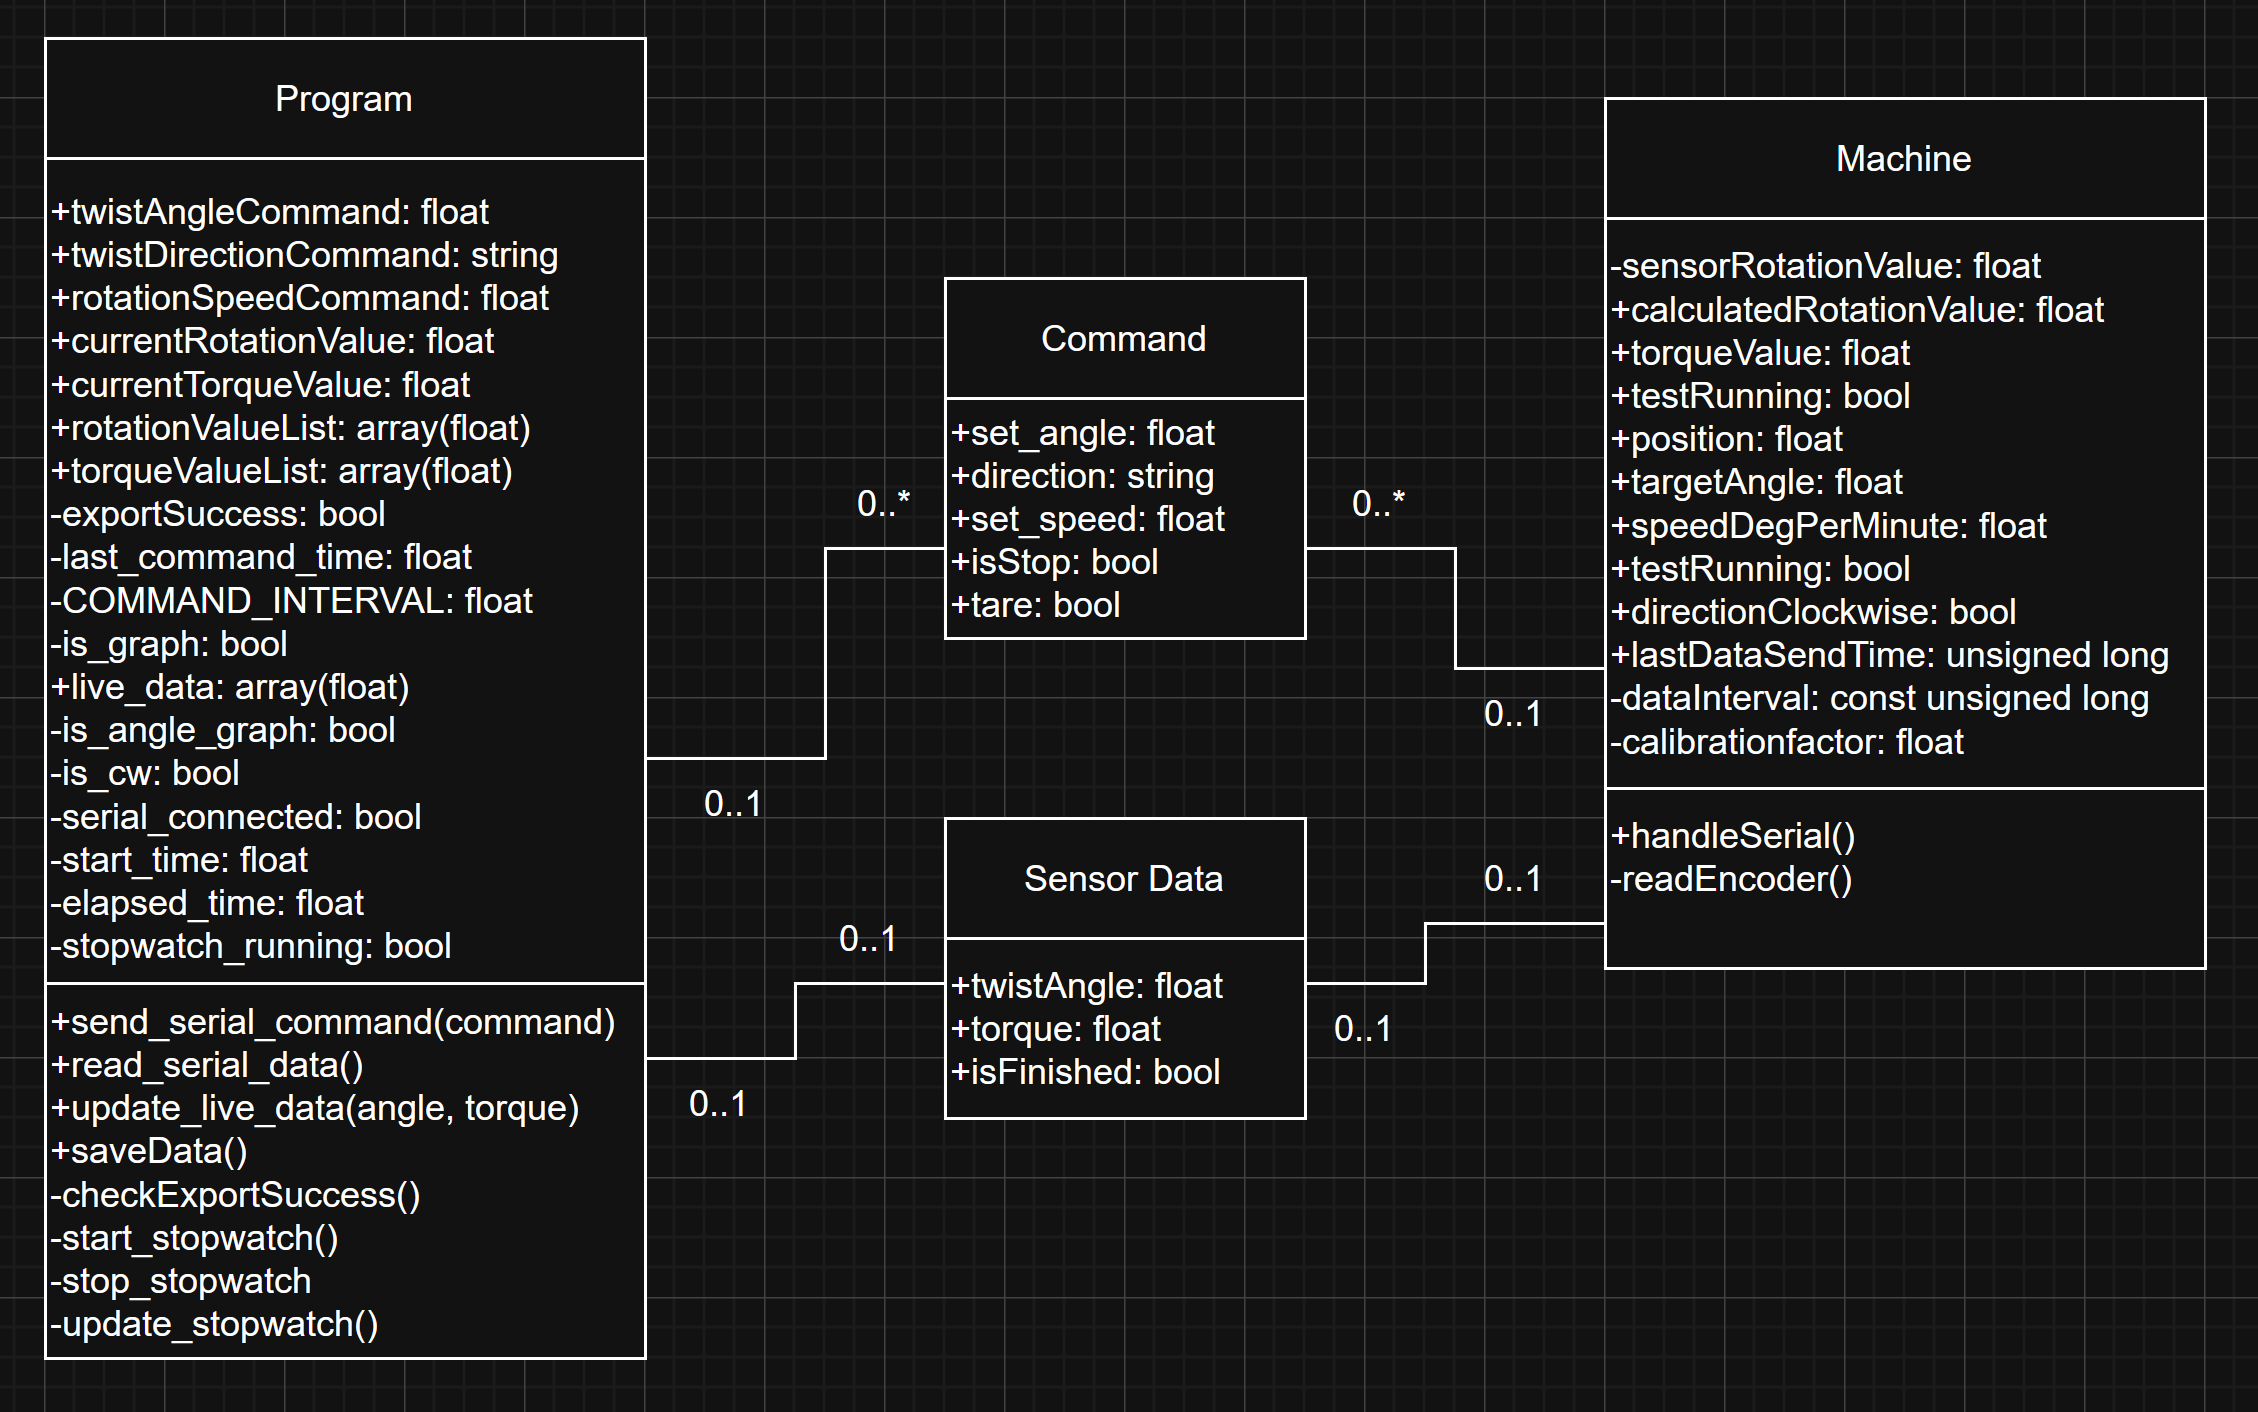 Program
+twistAngleCommand: float
+twistDirectionCommand: string
+rotationSpeedCommand: float
+currentRotationValue: float
+currentTorqueValue: float
+rotationValueList: array(float)
+torqueValueList: array(float)
-exportSuccess: bool
-last_command_time: float
-COMMAND_INTERVAL: float
-is_graph: bool
+live_data: array(float)
-is_angle_graph: bool
-is_cw: bool
-serial_connected: bool
-start_time: float
-elapsed_time: float
-stopwatch_running: bool
+send_serial_command(command)
+read_serial_data()
+update_live_data(angle, torque)
+saveData()
-checkExportSuccess()
-start_stopwatch()
-stop_stopwatch
-update_stopwatch()
0..*
0..1
0..1
0..1
Command
+set_angle: float
+direction: string
+set_speed: float
+isStop: bool
+tare: bool
Sensor Data
+twistAngle: float
+torque: float
+isFinished: bool
0..*
0..1
0..1
0..1
Machine
-sensorRotationValue: float
+calculatedRotationValue: float
+torqueValue: float
+testRunning: bool
+position: float
+targetAngle: float
+speedDegPerMinute: float
+testRunning: bool
+directionClockwise: bool
+lastDataSendTime: unsigned long
-dataInterval: const unsigned long
-calibrationfactor: float
+handleSerial()
-readEncoder()